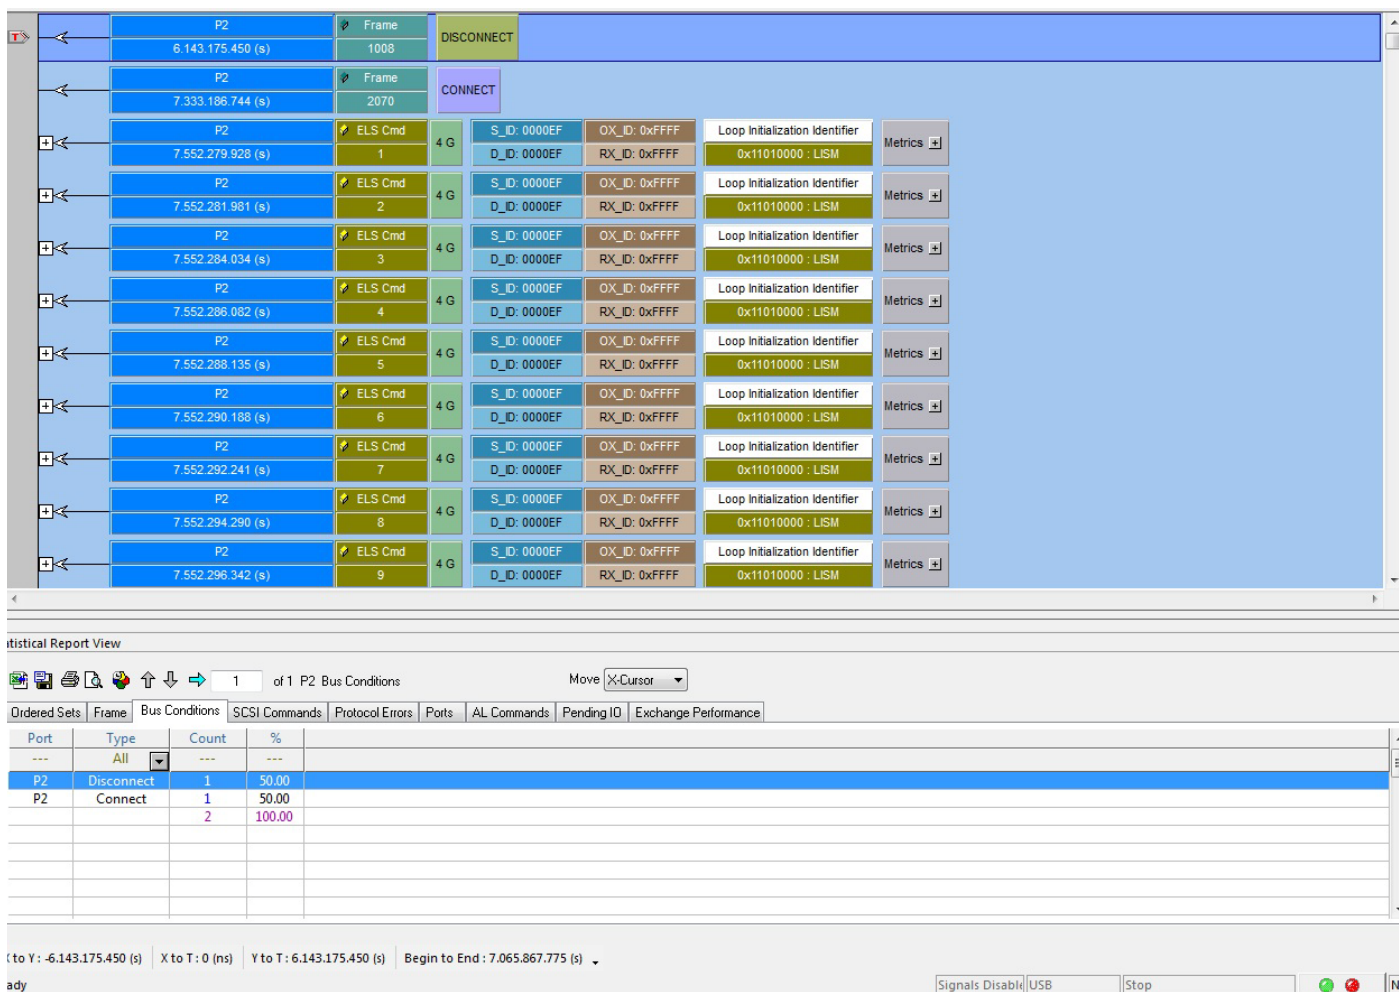 T P2 Frame DISCONNECT
6.143.175.450 (s) 1008
P2 Frame CONNECT
7.333.186.744 (s) 2070
P2 ELS Cmd 4 G S_ID: 0000EF OX_ID: 0xFFFF Loop Initialization Identifier Metrics +
7.552.279.928 (s) 1 D_ID: 0000EF RX_ID: 0xFFFF 0x11010000 : LISM
P2 ELS Cmd 4 G S_ID: 0000EF OX_ID: 0xFFFF Loop Initialization Identifier Metrics +
7.552.281.981 (s) 2 D_ID: 0000EF RX_ID: 0xFFFF 0x11010000 : LISM
P2 ELS Cmd 4 G S_ID: 0000EF OX_ID: 0xFFFF Loop Initialization Identifier Metrics +
7.552.284.034 (s) 3 D_ID: 0000EF RX_ID: 0xFFFF 0x11010000 : LISM
P2 ELS Cmd 4 G S_ID: 0000EF OX_ID: 0xFFFF Loop Initialization Identifier Metrics +
7.552.286.082 (s) 4 D_ID: 0000EF RX_ID: 0xFFFF 0x11010000 : LISM
P2 ELS Cmd 4 G S_ID: 0000EF OX_ID: 0xFFFF Loop Initialization Identifier Metrics +
7.552.288.135 (s) 5 D_ID: 0000EF RX_ID: 0xFFFF 0x11010000 : LISM
P2 ELS Cmd 4 G S_ID: 0000EF OX_ID: 0xFFFF Loop Initialization Identifier Metrics +
7.552.290.188 (s) 6 D_ID: 0000EF RX_ID: 0xFFFF 0x11010000 : LISM
P2 ELS Cmd 4 G S_ID: 0000EF OX_ID: 0xFFFF Loop Initialization Identifier Metrics +
7.552.292.241 (s) 7 D_ID: 0000EF RX_ID: 0xFFFF 0x11010000 : LISM
P2 ELS Cmd 4 G S_ID: 0000EF OX_ID: 0xFFFF Loop Initialization Identifier Metrics +
7.552.294.290 (s) 8 D_ID: 0000EF RX_ID: 0xFFFF 0x11010000 : LISM
P2 ELS Cmd 4 G S_ID: 0000EF OX_ID: 0xFFFF Loop Initialization Identifier Metrics +
7.552.296.342 (s) 9 D_ID: 0000EF RX_ID: 0xFFFF 0x11010000 : LISM
tistical Report View
1 of 1 P2 Bus Conditions Move X-Cursor
Ordered Sets Frame Bus Conditions SCSI Commands Protocol Errors Ports AL Commands Pending IO Exchange Performance
Port Type Count %
--- All --- ---
P2 Disconnect 1 50.00
P2 Connect 1 50.00
2 100.00
to Y : -6.143.175.450 (s) X to T : 0 (ns) Y to T : 6.143.175.450 (s) Begin to End : 7.065.867.775 (s)
ady Signals Disable USB Stop N